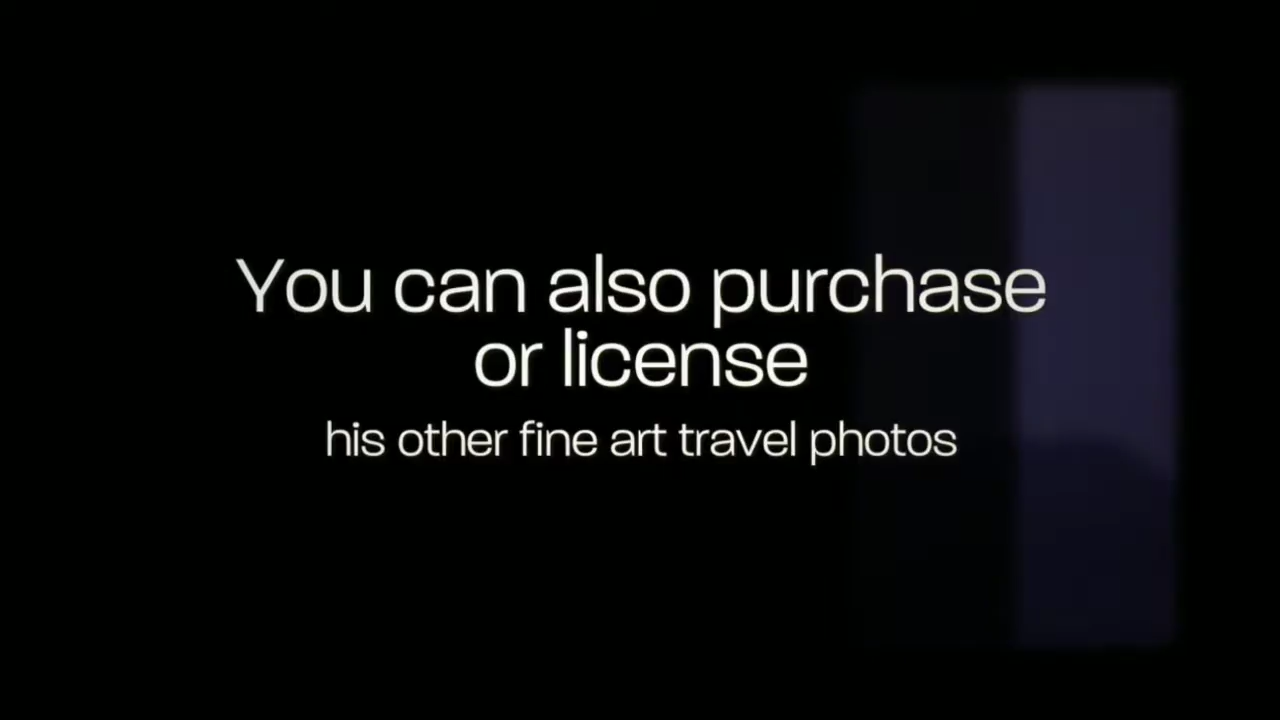 You can also purchase
or license
his other fine art travel photos